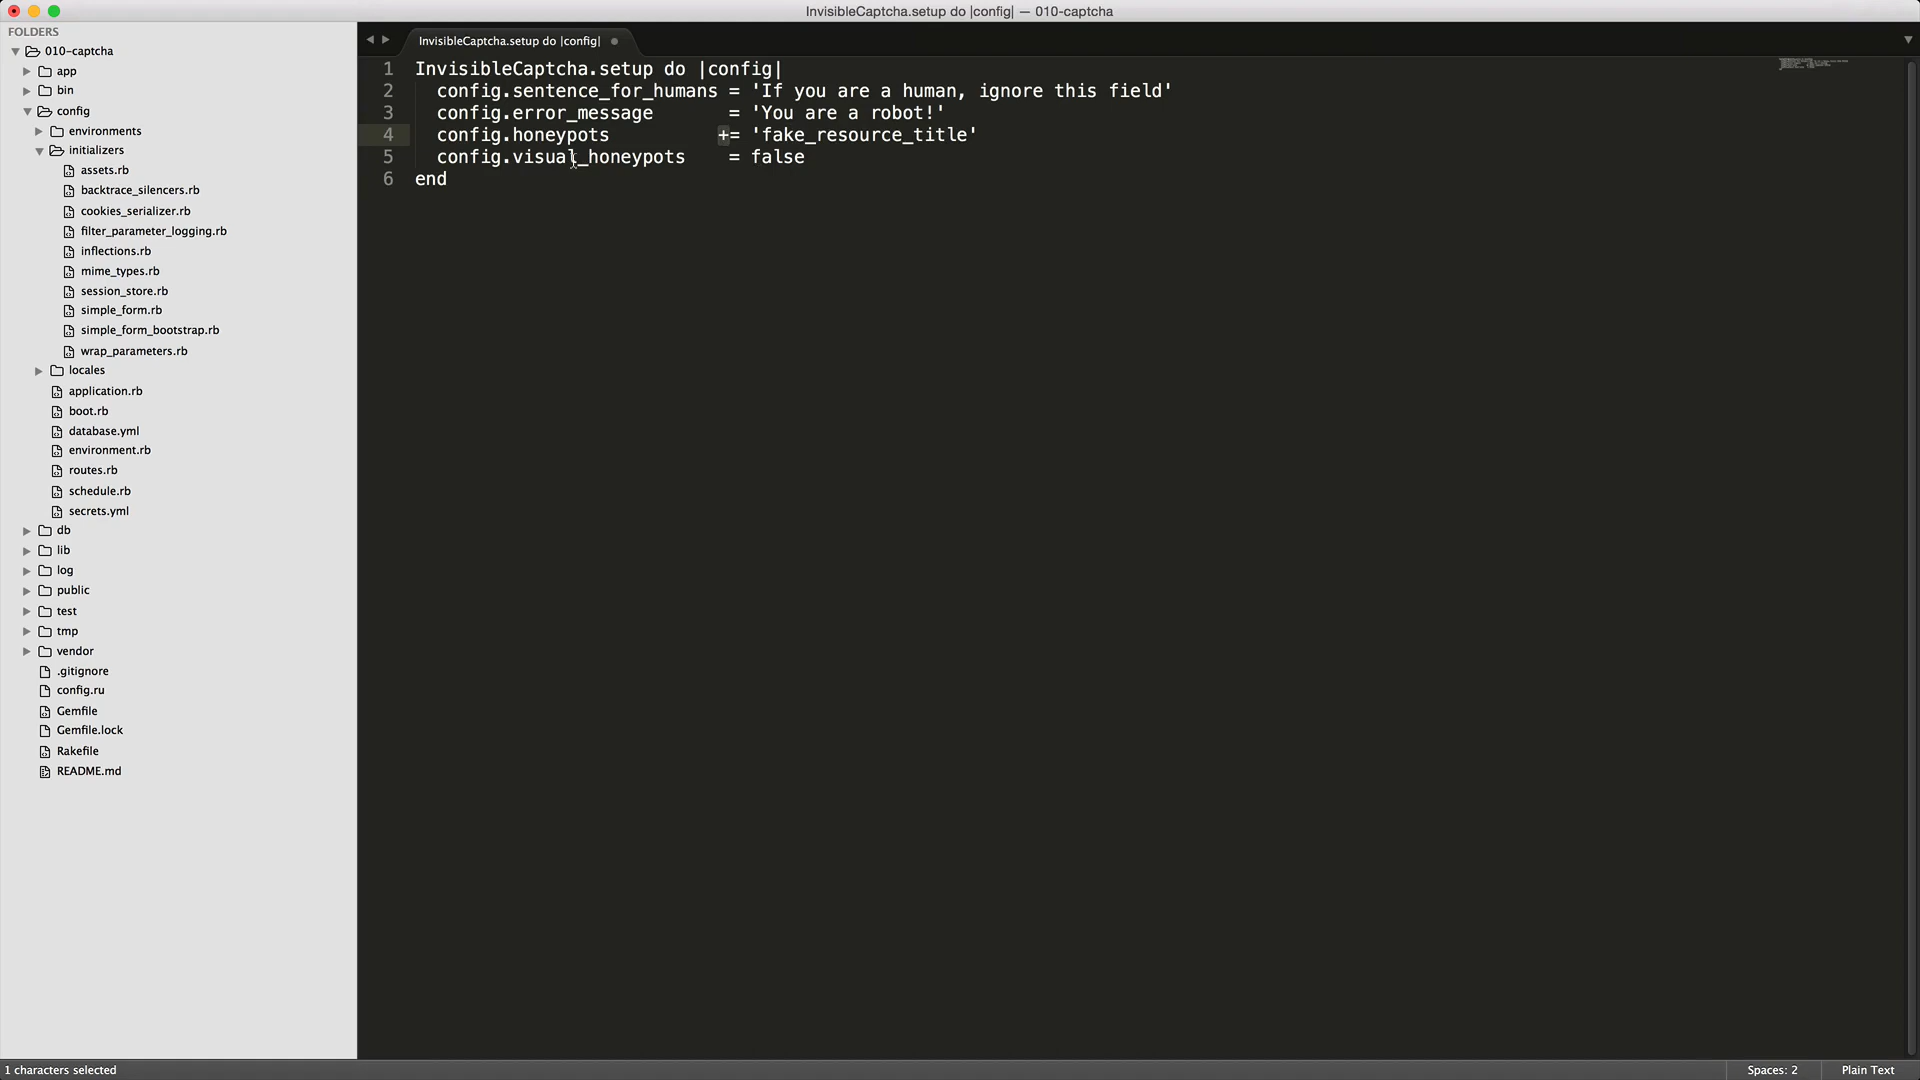 InvisibleCaptcha.setup do |config| — 010-captcha
FOLDERS
010-captcha
app
bin
config
environments
initializers
assets.rb
backtrace_silencers.rb
cookies_serializer.rb
filter_parameter_logging.rb
inflections.rb
mime_types.rb
session_store.rb
simple_form.rb
simple_form_bootstrap.rb
wrap_parameters.rb
locales
application.rb
boot.rb
database.yml
environment.rb
routes.rb
schedule.rb
secrets.yml
db
lib
log
public
test
tmp
vendor
.gitignore
config.ru
Gemfile
Gemfile.lock
Rakefile
README.md
InvisibleCaptcha.setup do |config|
1 InvisibleCaptcha.setup do |config|
2   config.sentence_for_humans = 'If you are a human, ignore this field'
3   config.error_message       = 'You are a robot!'
4   config.honeypots          += 'fake_resource_title'
5   config.visual_honeypots    = false
6 end
1 characters selected
Spaces: 2
Plain Text